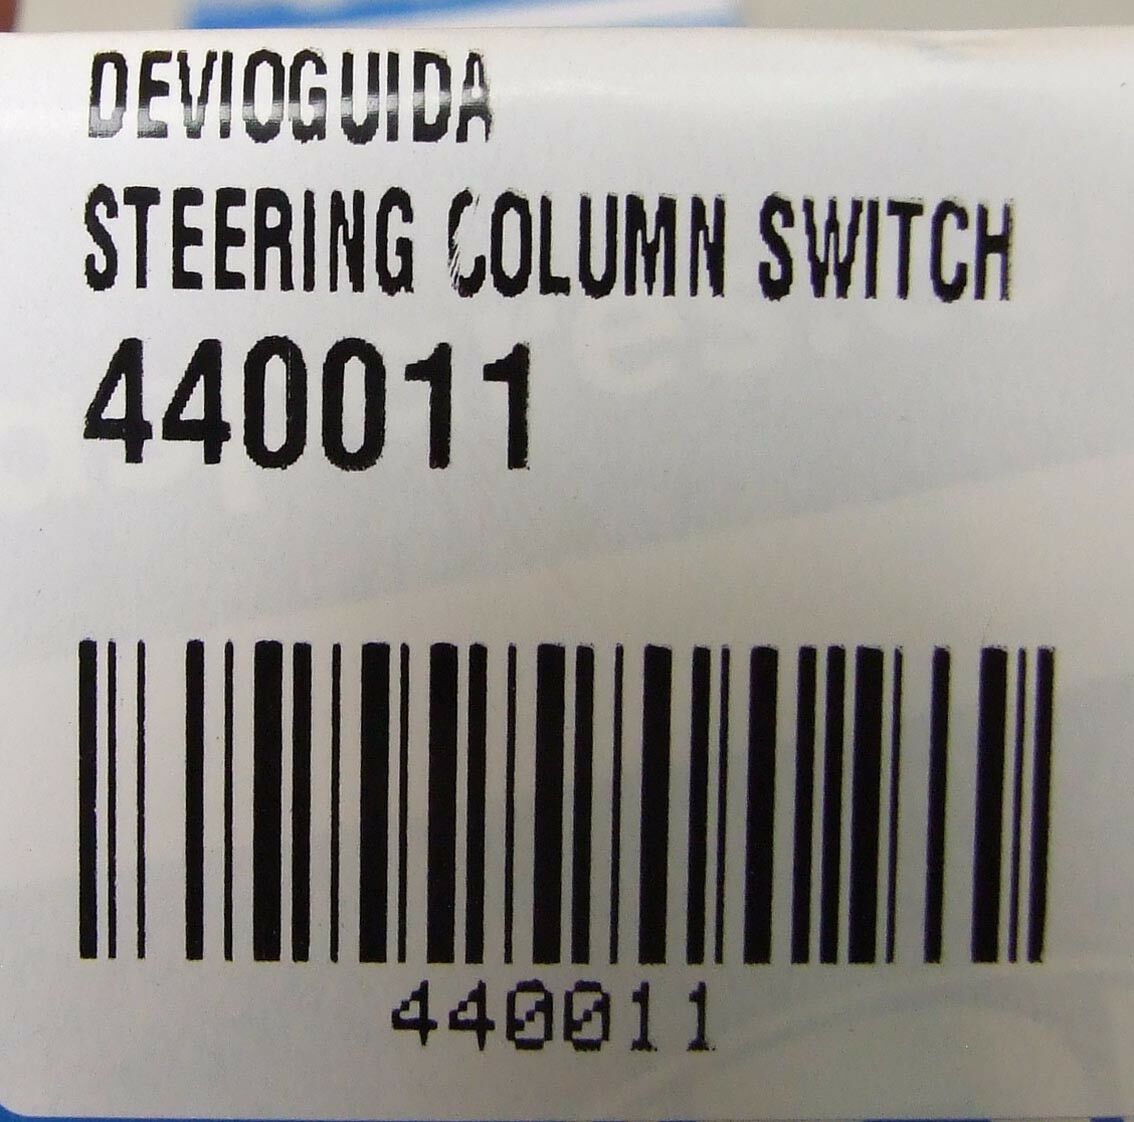 DEVIOGUIDA
STEERING COLUMN SWITCH
440011
440011